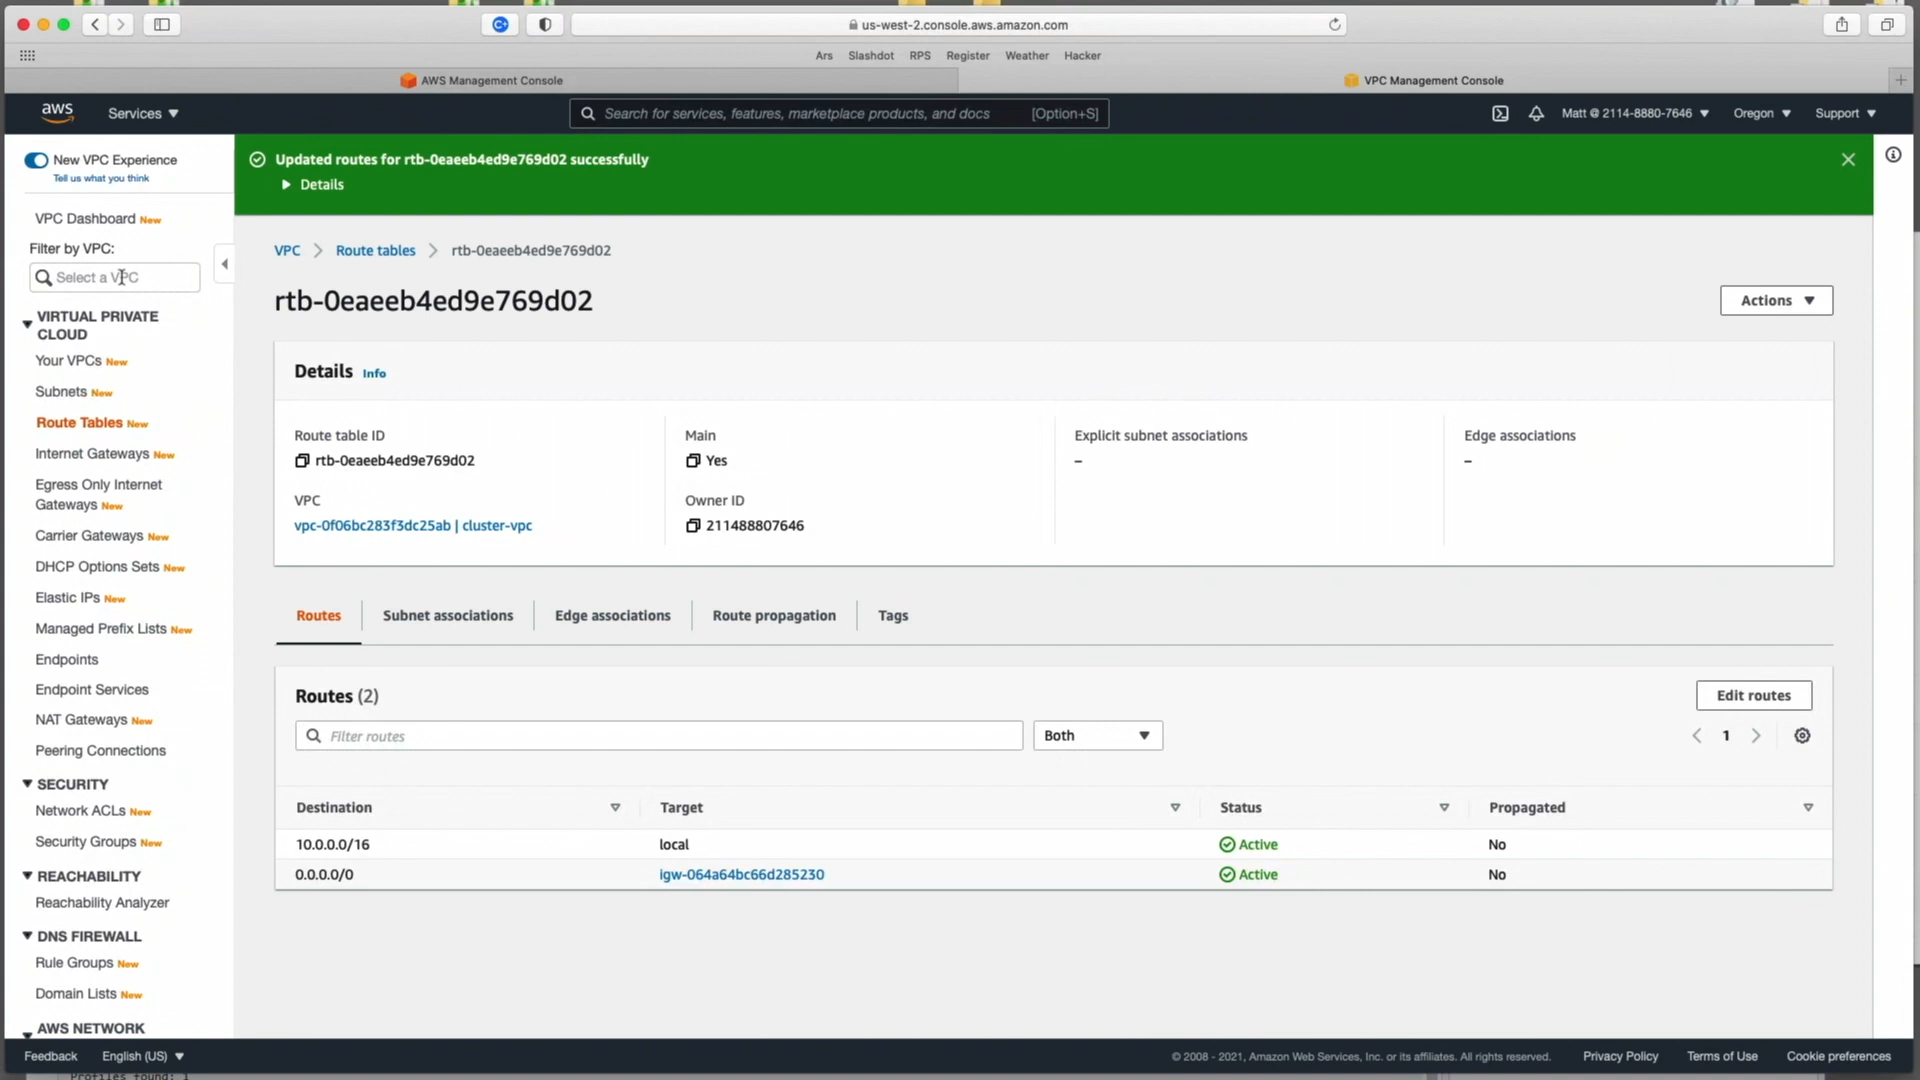 us-west-2.console.aws.amazon.com
Ars Slashdot RPS Register Weather Hacker
AWS Management Console
VPC Management Console
aws Services ▼ Search for services, features, marketplace products, and docs [Option+S] Matt @ 2114-8880-7646 ▼ Oregon ▼ Support ▼
New VPC Experience
Tell us what you think
VPC Dashboard New
Filter by VPC:
Select a VPC
VIRTUAL PRIVATE
CLOUD
Your VPCs New
Subnets New
Route Tables New
Internet Gateways New
Egress Only Internet
Gateways New
Carrier Gateways New
DHCP Options Sets New
Elastic IPs New
Managed Prefix Lists New
Endpoints
Endpoint Services
NAT Gateways New
Peering Connections
SECURITY
Network ACLs New
Security Groups New
REACHABILITY
Reachability Analyzer
DNS FIREWALL
Rule Groups New
Domain Lists New
AWS NETWORK
Updated routes for rtb-0eaeeb4ed9e769d02 successfully
Details
VPC > Route tables > rtb-0eaeeb4ed9e769d02
rtb-0eaeeb4ed9e769d02
Actions ▼
Details Info
Route table ID
rtb-0eaeeb4ed9e769d02
VPC
vpc-0f06bc283f3dc25ab | cluster-vpc
Main
Yes
Owner ID
211488807646
Explicit subnet associations
–
Edge associations
–
Routes Subnet associations Edge associations Route propagation Tags
Routes (2)
Edit routes
Filter routes
Both
1
Destination Target Status Propagated
10.0.0.0/16 local Active No
0.0.0.0/0 igw-064a64bc66d285230 Active No
Feedback English (US) ▼ © 2008 - 2021, Amazon Web Services, Inc. or its affiliates. All rights reserved. Privacy Policy Terms of Use Cookie preferences
Profiles found: 1